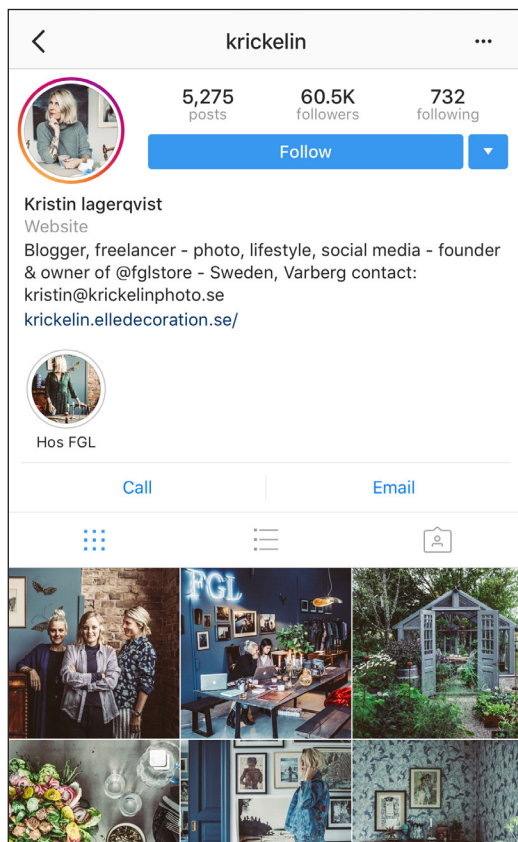 krickelin
5,275 60.5K 732
posts followers following
Follow
Kristin lagerqvist
Website
Blogger, freelancer - photo, lifestyle, social media - founder
& owner of @fglstore - Sweden, Varberg contact:
kristin@krickelinphoto.se
krickelin.elledecoration.se/
Hos FGL
Call Email
FGL